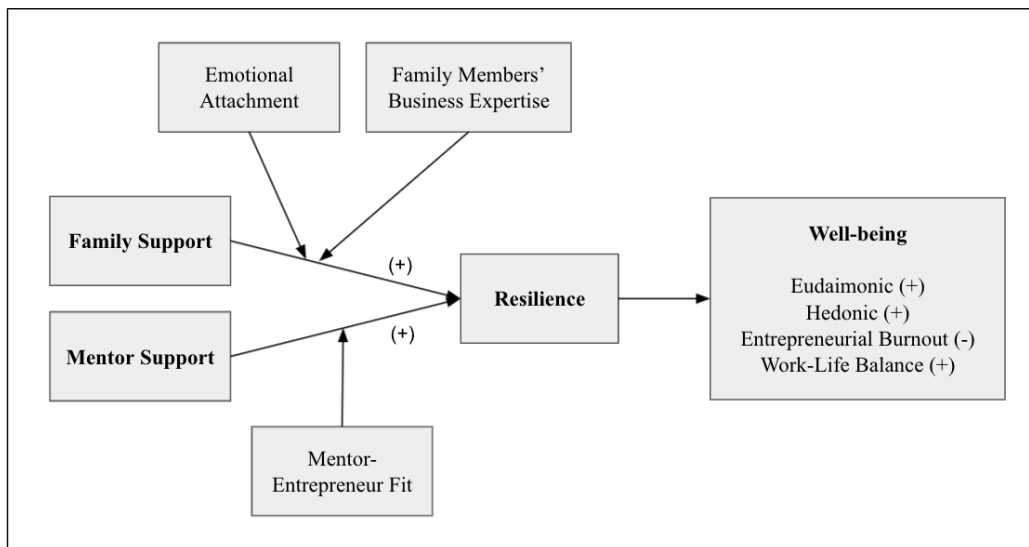 Emotional
Attachment
Family Members’
Business Expertise
Family Support
(+)
Mentor Support
(+)
Resilience
Well-being
Eudaimonic (+)
Hedonic (+)
Entrepreneurial Burnout (-)
Work-Life Balance (+)
Mentor-
Entrepreneur Fit